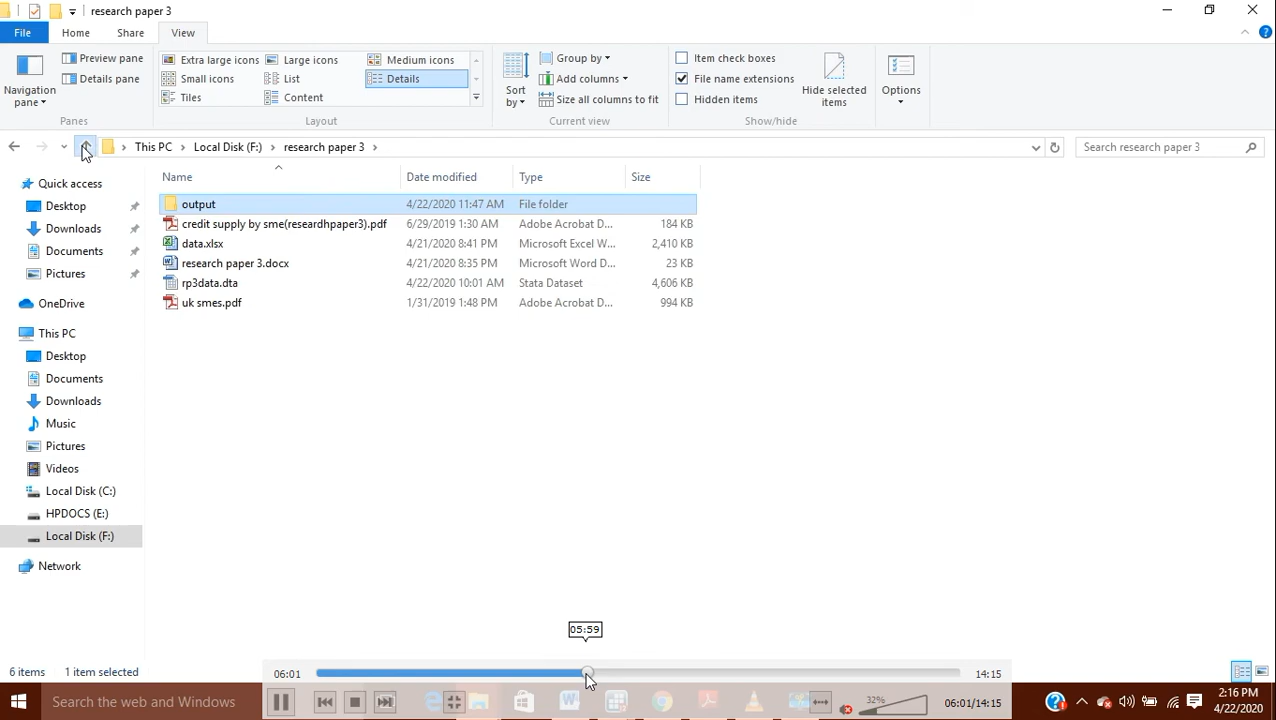 research paper 3
File Home Share View
Navigation pane
Preview pane
Details pane
Panes
Extra large icons Large icons Medium icons
Small icons List Details
Tiles Content
Layout
Sort by
Group by
Add columns
Size all columns to fit
Current view
Item check boxes
File name extensions
Hidden items
Hide selected items
Show/hide
Options
This PC Local Disk (F:) research paper 3
Search research paper 3
Name Date modified Type Size
output 4/22/2020 11:47 AM File folder
credit supply by sme(researdhpaper3).pdf 6/29/2019 1:30 AM Adobe Acrobat D... 184 KB
data.xlsx 4/21/2020 8:41 PM Microsoft Excel W... 2,410 KB
research paper 3.docx 4/21/2020 8:35 PM Microsoft Word D... 23 KB
rp3data.dta 4/22/2020 10:01 AM Stata Dataset 4,606 KB
uk smes.pdf 1/31/2019 1:48 PM Adobe Acrobat D... 994 KB
Quick access
Desktop
Downloads
Documents
Pictures
OneDrive
This PC
Desktop
Documents
Downloads
Music
Pictures
Videos
Local Disk (C:)
HPDOCS (E:)
Local Disk (F:)
Network
05:59
6 items 1 item selected
06:01 14:15
Search the web and Windows
32%
06:01/14:15
2:16 PM
4/22/2020